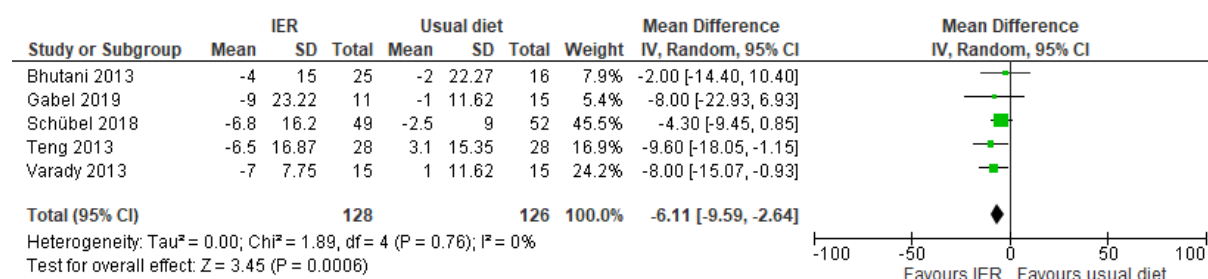 IER Usual diet Mean Difference Mean Difference
Study or Subgroup Mean SD Total Mean SD Total Weight IV, Random, 95% CI IV, Random, 95% CI
Bhutani 2013 -4 15 25 -2 22.27 16 7.9% -2.00 [-14.40, 10.40]
Gabel 2019 -9 23.22 11 -1 11.62 15 5.4% -8.00 [-22.93, 6.93]
Schübel 2018 -6.8 16.2 49 -2.5 9 52 45.5% -4.30 [-9.45, 0.85]
Teng 2013 -6.5 16.87 28 3.1 15.35 28 16.9% -9.60 [-18.05, -1.15]
Varady 2013 -7 7.75 15 1 11.62 15 24.2% -8.00 [-15.07, -0.93]
Total (95% CI) 128 126 100.0% -6.11 [-9.59, -2.64]
Heterogeneity: Tau² = 0.00; Chi² = 1.89, df = 4 (P = 0.76); I² = 0%
Test for overall effect: Z = 3.45 (P = 0.0006)
-100 -50 0 50 100
Favours IER Favours usual diet